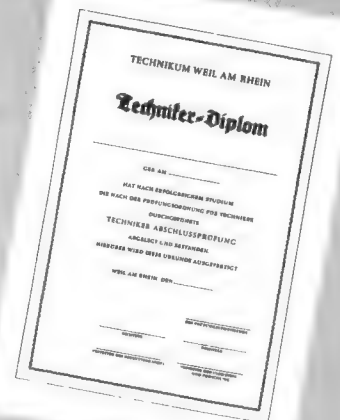 TECHNIKUM WEIL AM RHEIN
Techniker-Diplom
GEB AM
HAT NACH ERFOLGREICHEM STUDIUM
DIE NACH DER PRÜFUNGSORDNUNG FÜR TECHNIKER
DURCHGEFÜHRTE
TECHNIKER ABSCHLUSSPRÜFUNG
ABGELEGT UND BESTANDEN
HIERÜBER WIRD DIESE URKUNDE AUSGEFERTIGT
WEIL AM RHEIN DEN